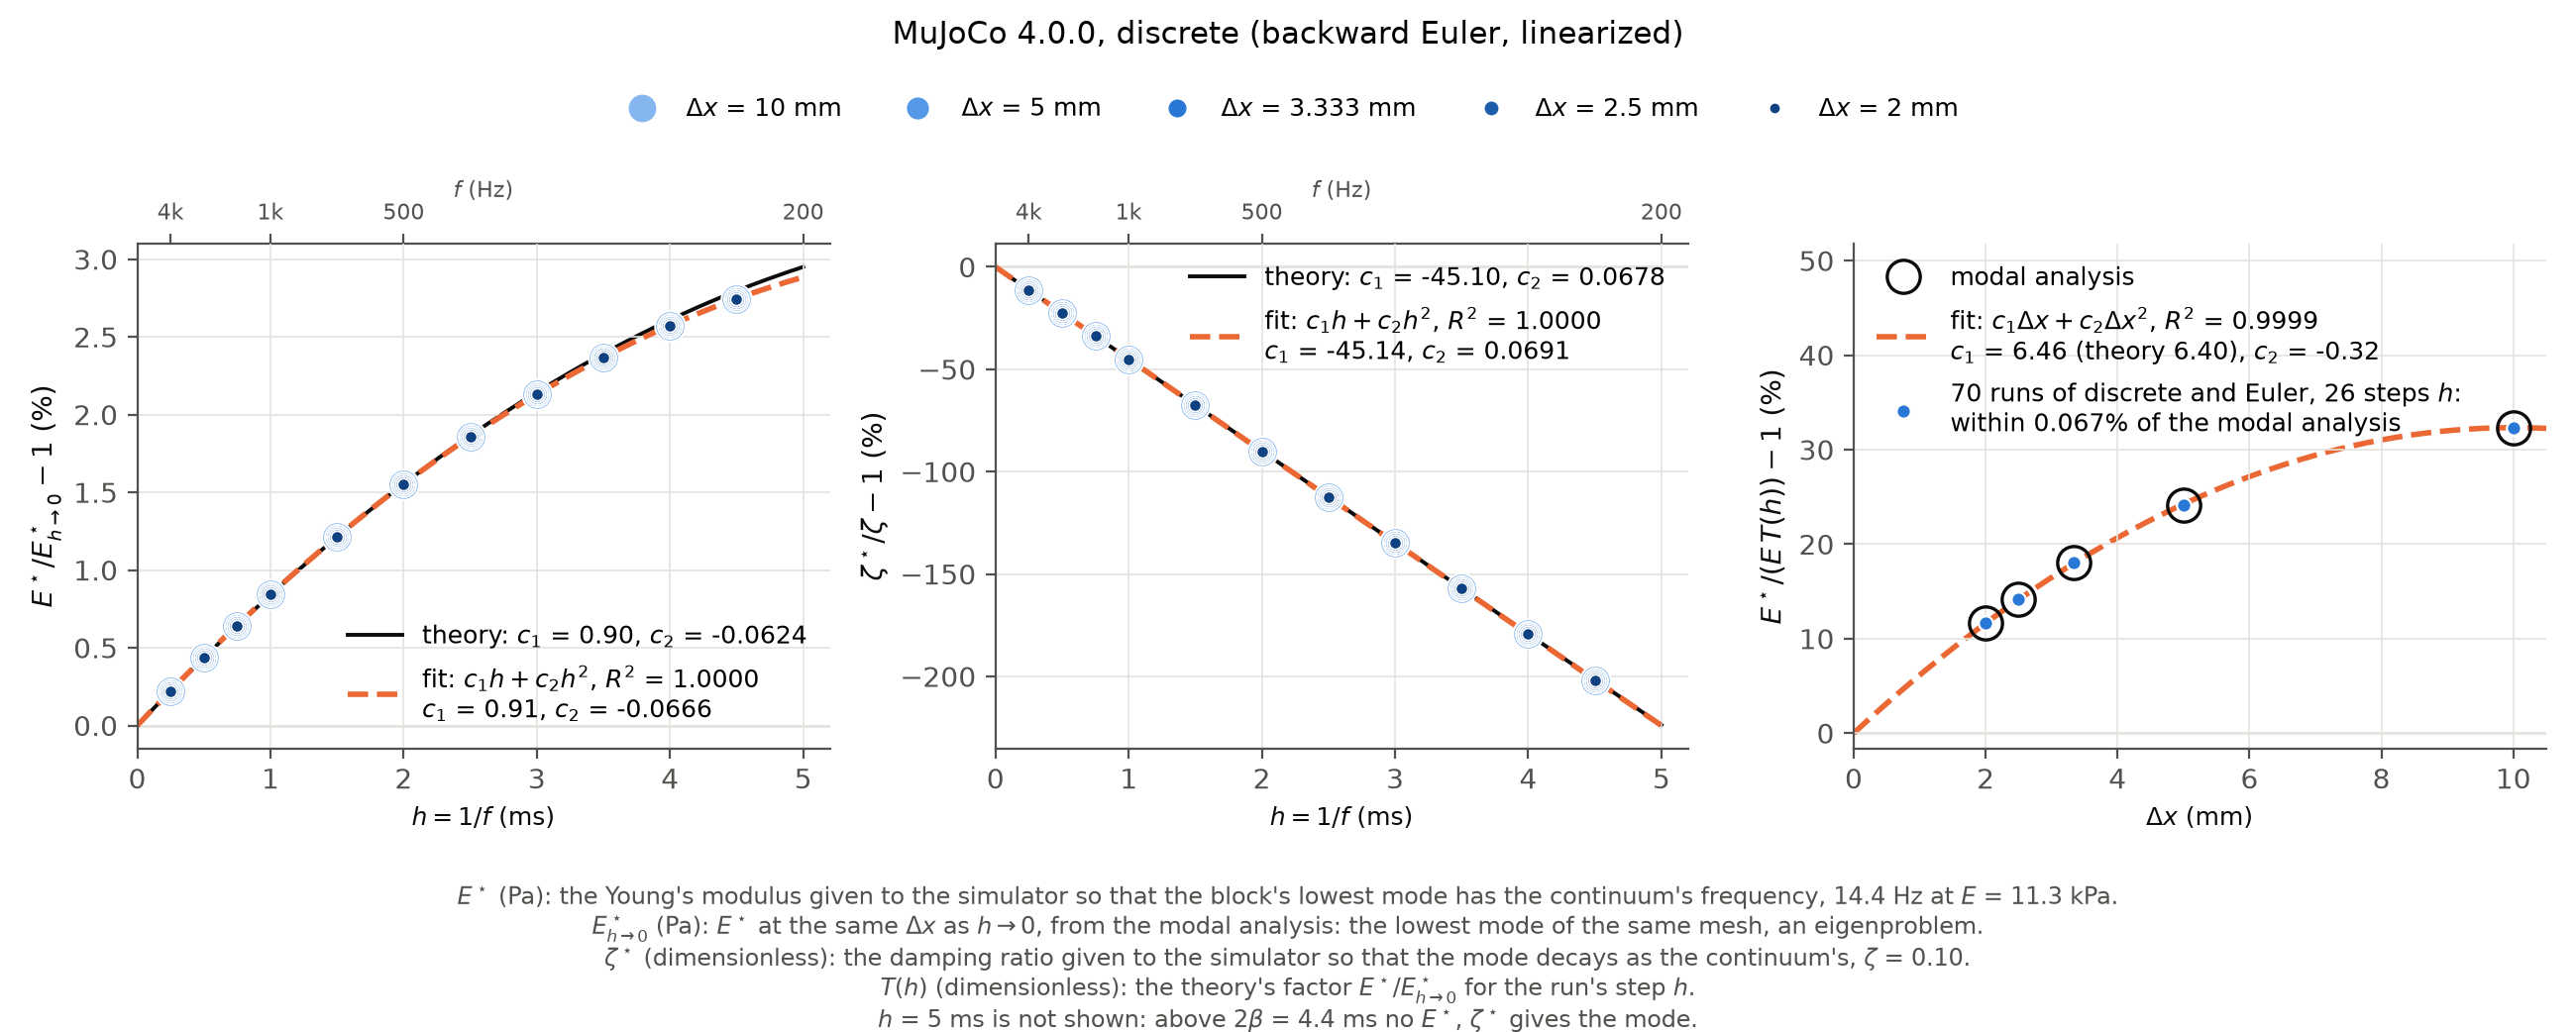 MuJoCo 4.0.0, discrete (backward Euler, linearized)
Δx = 10 mm
Δx = 5 mm
Δx = 3.333 mm
Δx = 2.5 mm
Δx = 2 mm
f (Hz)
4k 1k 500 200
E⋆/E⋆h→0 − 1 (%)
3.0
2.5
2.0
1.5
1.0
0.5
0.0
theory: c₁ = 0.90, c₂ = -0.0624
fit: c₁h + c₂h², R² = 1.0000
c₁ = 0.91, c₂ = -0.0666
0 1 2 3 4 5
h = 1/f (ms)
f (Hz)
4k 1k 500 200
ζ⋆/ζ − 1 (%)
0
−50
−100
−150
−200
theory: c₁ = -45.10, c₂ = 0.0678
fit: c₁h + c₂h², R² = 1.0000
c₁ = -45.14, c₂ = 0.0691
0 1 2 3 4 5
h = 1/f (ms)
E⋆/(ET(h)) − 1 (%)
50
40
30
20
10
0
modal analysis
fit: c₁Δx + c₂Δx², R² = 0.9999
c₁ = 6.46 (theory 6.40), c₂ = -0.32
70 runs of discrete and Euler, 26 steps h:
within 0.067% of the modal analysis
0 2 4 6 8 10
Δx (mm)
E⋆ (Pa): the Young's modulus given to the simulator so that the block's lowest mode has the continuum's frequency, 14.4 Hz at E = 11.3 kPa.
E⋆h→0 (Pa): E⋆ at the same Δx as h→0, from the modal analysis: the lowest mode of the same mesh, an eigenproblem.
ζ⋆ (dimensionless): the damping ratio given to the simulator so that the mode decays as the continuum's, ζ = 0.10.
T(h) (dimensionless): the theory's factor E⋆/E⋆h→0 for the run's step h.
h = 5 ms is not shown: above 2β = 4.4 ms no E⋆, ζ⋆ gives the mode.